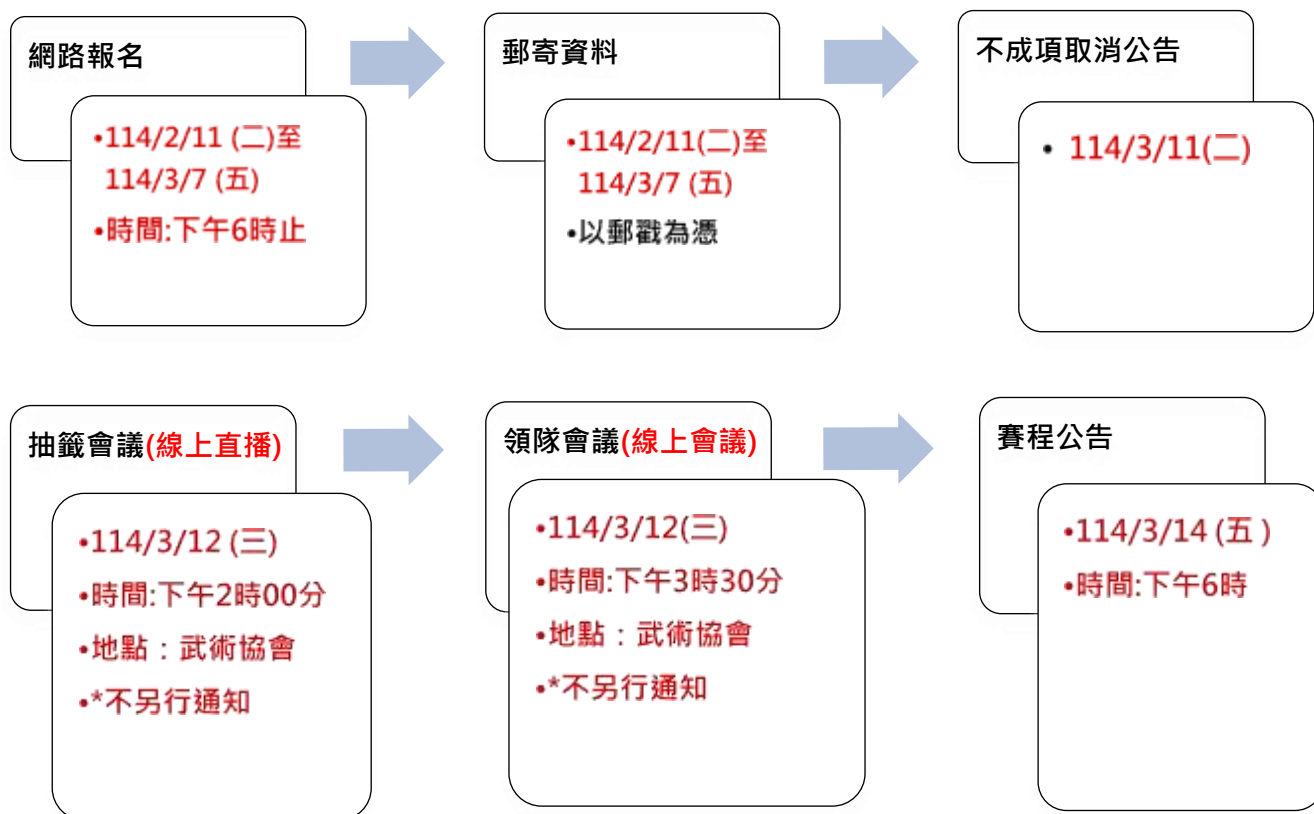 網路報名
•114/2/11 (二)至
114/3/7 (五)
•時間:下午6時止
郵寄資料
•114/2/11(二)至
114/3/7 (五)
•以郵戳為憑
不成項取消公告
• 114/3/11(二)
抽籤會議(線上直播)
•114/3/12 (三)
•時間:下午2時00分
•地點：武術協會
•*不另行通知
領隊會議(線上會議)
•114/3/12(三)
•時間:下午3時30分
•地點：武術協會
•*不另行通知
賽程公告
•114/3/14 (五 )
•時間:下午6時